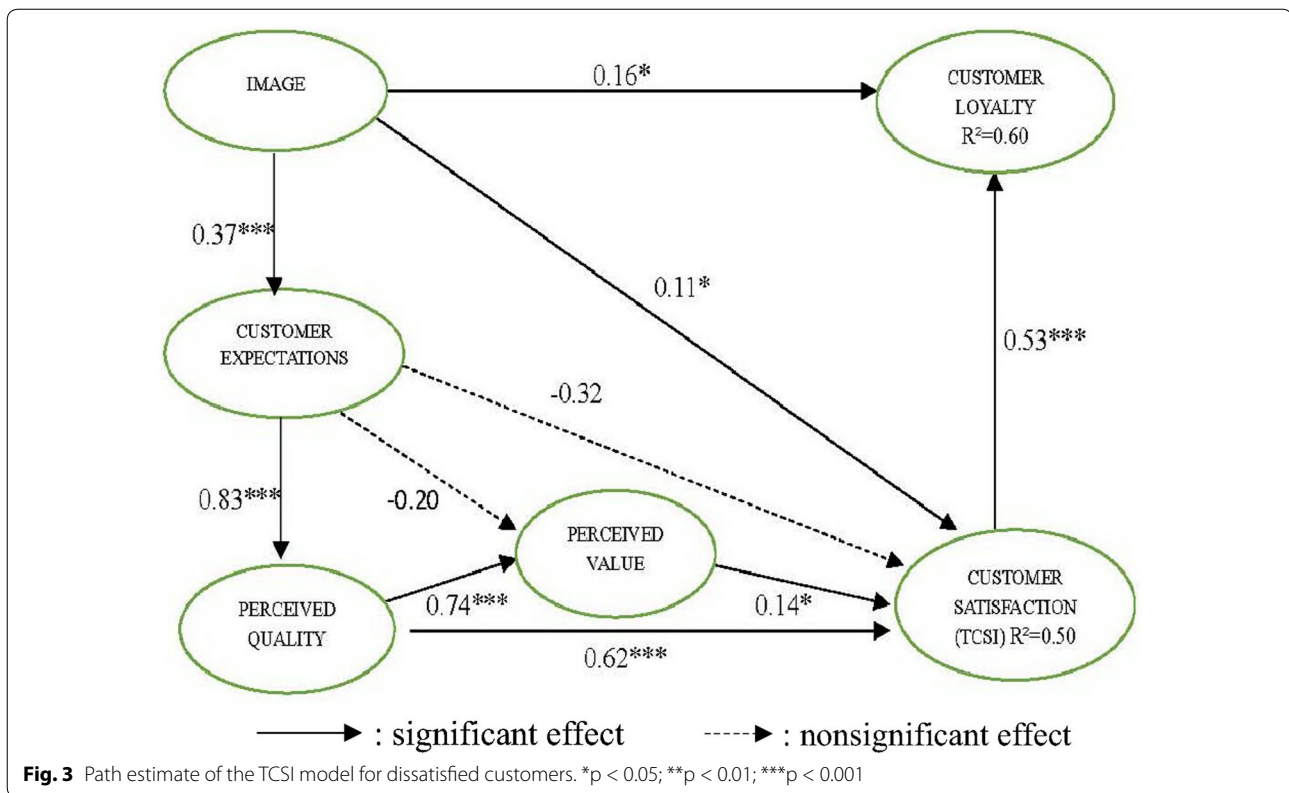 IMAGE
0.16*
CUSTOMER
LOYALTY
R²=0.60
0.37***
0.11*
CUSTOMER
EXPECTATIONS
0.53***
-0.32
0.83***
-0.20
PERCEIVED
VALUE
PERCEIVED
QUALITY
0.74***
0.14*
CUSTOMER
SATISFACTION
(TCSI) R²=0.50
0.62***
: significant effect
: nonsignificant effect
Fig. 3 Path estimate of the TCSI model for dissatisfied customers. *p < 0.05; **p < 0.01; ***p < 0.001